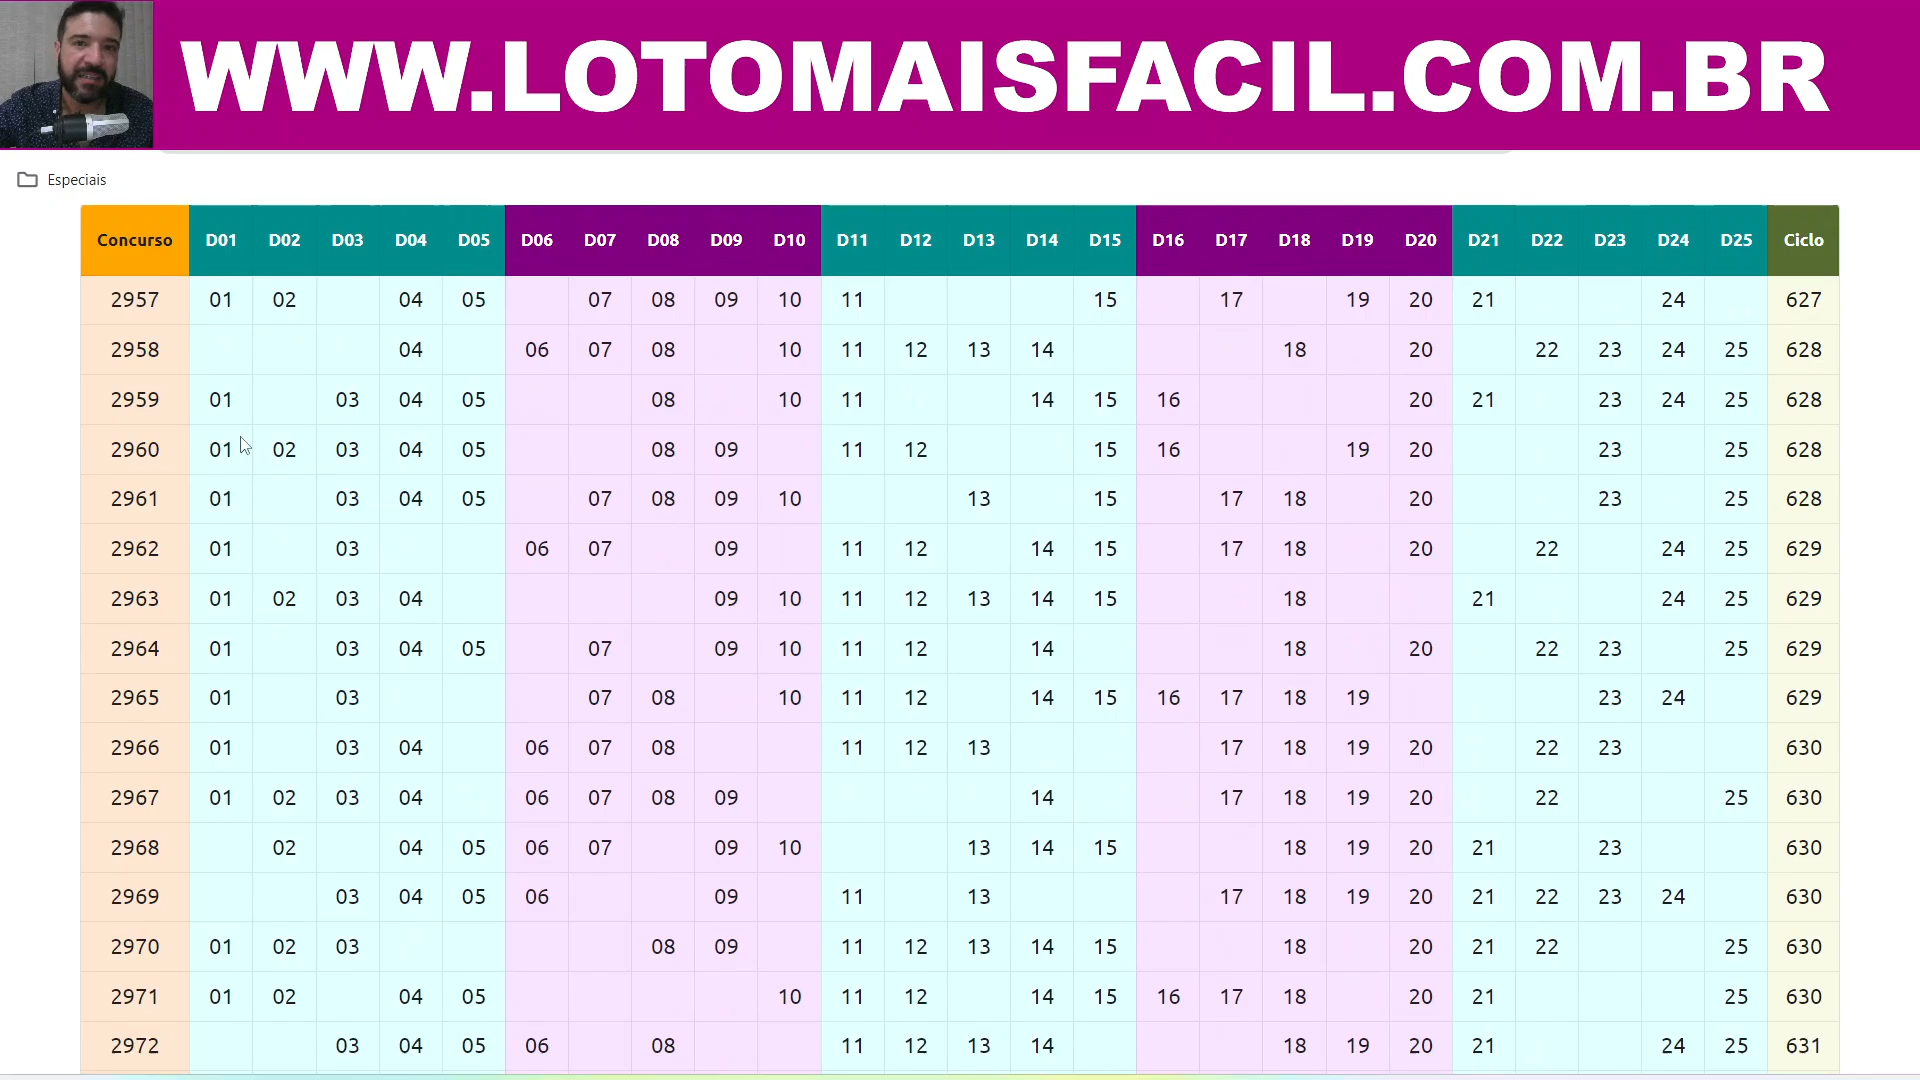 WWW.LOTOMAISFACIL.COM.BR
Especiais
Concurso D01 D02 D03 D04 D05 D06 D07 D08 D09 D10 D11 D12 D13 D14 D15 D16 D17 D18 D19 D20 D21 D22 D23 D24 D25 Ciclo
2957 01 02 04 05 07 08 09 10 11 15 17 19 20 21 24 627
2958 04 06 07 08 10 11 12 13 14 18 20 22 23 24 25 628
2959 01 03 04 05 08 10 11 14 15 16 20 21 23 24 25 628
2960 01 02 03 04 05 08 09 11 12 15 16 19 20 23 25 628
2961 01 03 04 05 07 08 09 10 13 15 17 18 20 23 25 628
2962 01 03 06 07 09 11 12 14 15 17 18 20 22 24 25 629
2963 01 02 03 04 09 10 11 12 13 14 15 18 21 24 25 629
2964 01 03 04 05 07 09 10 11 12 14 18 20 22 23 25 629
2965 01 03 07 08 10 11 12 14 15 16 17 18 19 23 24 629
2966 01 03 04 06 07 08 11 12 13 17 18 19 20 22 23 630
2967 01 02 03 04 06 07 08 09 14 17 18 19 20 22 25 630
2968 02 04 05 06 07 09 10 13 14 15 18 19 20 21 23 630
2969 03 04 05 06 09 11 13 17 18 19 20 21 22 23 24 630
2970 01 02 03 08 09 11 12 13 14 15 18 20 21 22 25 630
2971 01 02 04 05 10 11 12 14 15 16 17 18 20 21 25 630
2972 03 04 05 06 08 11 12 13 14 18 19 20 21 24 25 631